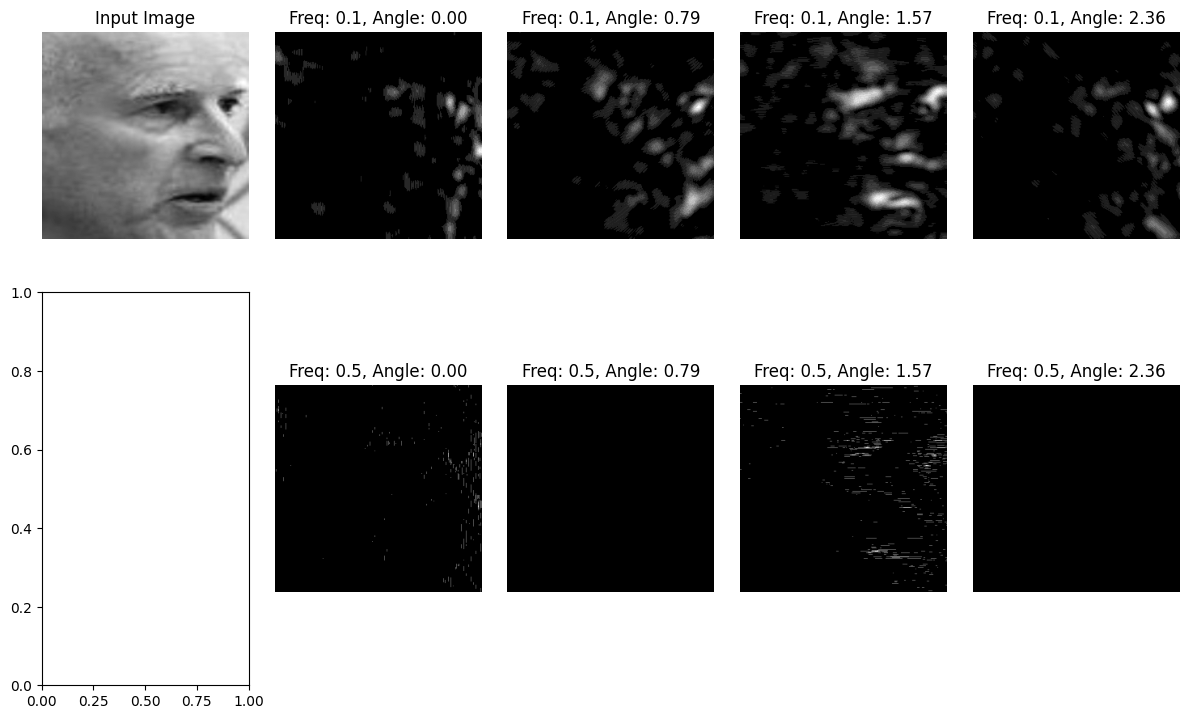 Input Image
Freq: 0.1, Angle: 0.00
Freq: 0.1, Angle: 0.79
Freq: 0.1, Angle: 1.57
Freq: 0.1, Angle: 2.36
1.0
0.8
0.6
0.4
0.2
0.0
0.00 0.25 0.50 0.75 1.00
Freq: 0.5, Angle: 0.00
Freq: 0.5, Angle: 0.79
Freq: 0.5, Angle: 1.57
Freq: 0.5, Angle: 2.36